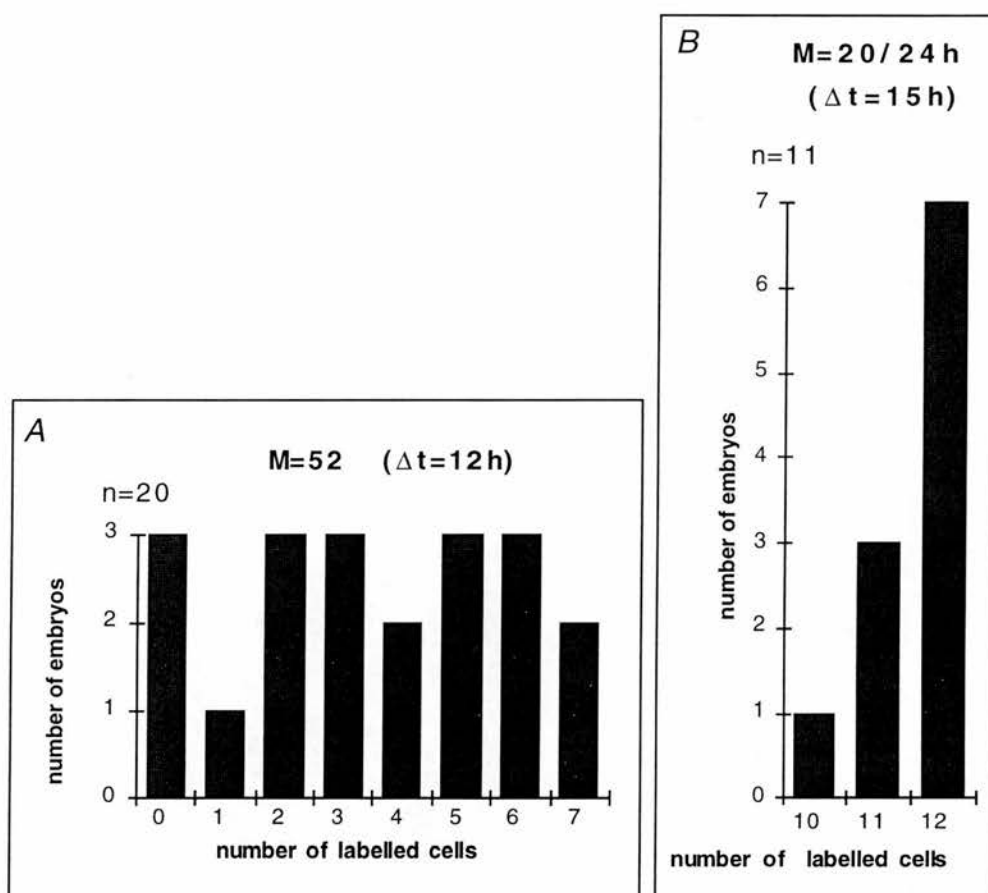 A
M=52 (Δt=12h)
n=20
number of embryos
3
2
1
0
0 1 2 3 4 5 6 7
number of labelled cells
B
M=20/24h
(Δt=15h)
n=11
number of embryos
7
6
5
4
3
2
1
0
10 11 12
number of labelled cells